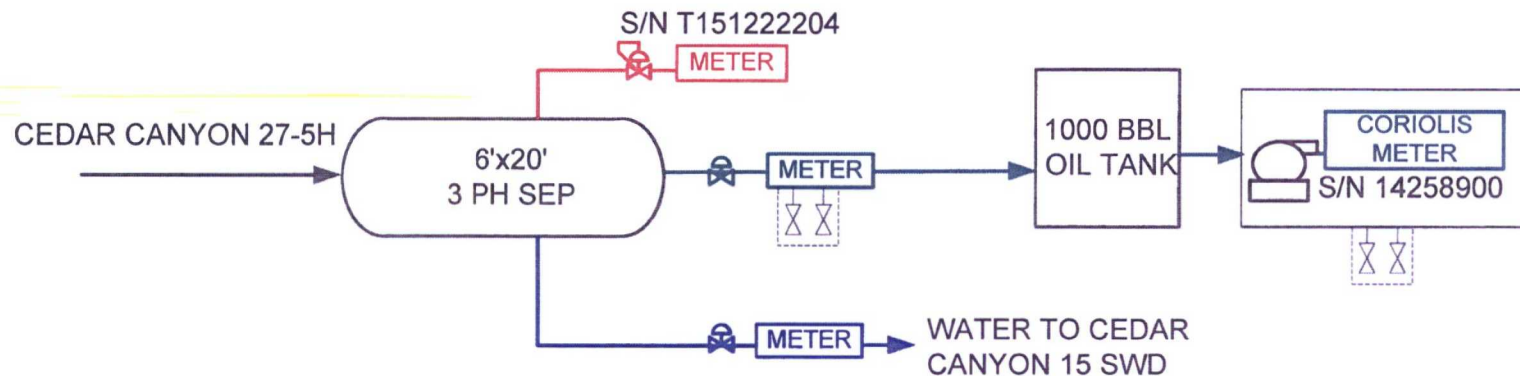 S/N T151222204
METER
CEDAR CANYON 27-5H
6'x20'
3 PH SEP
METER
1000 BBL
OIL TANK
CORIOLIS
METER
S/N 14258900
METER
WATER TO CEDAR
CANYON 15 SWD